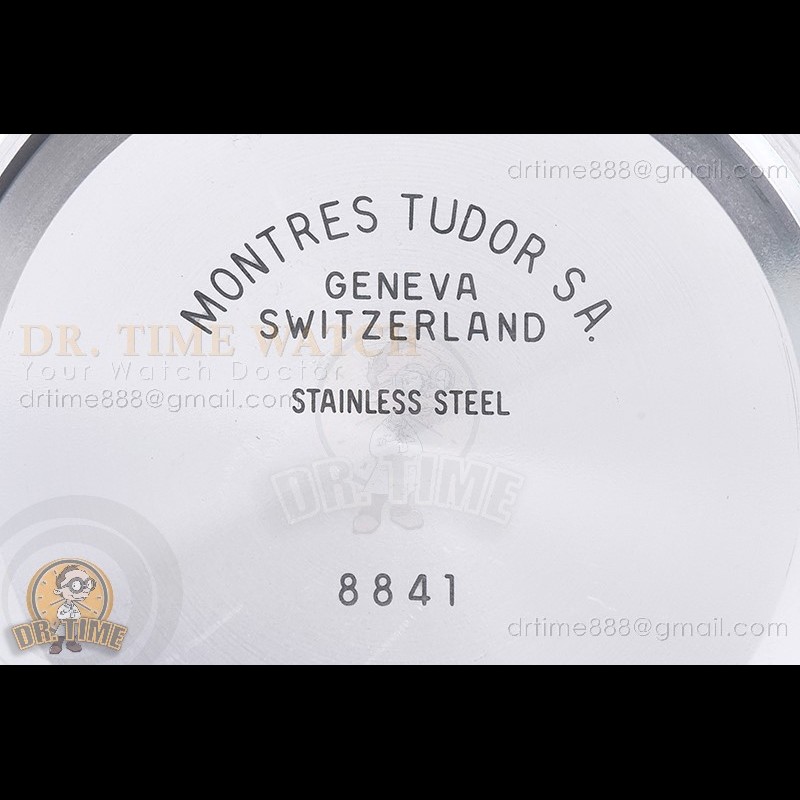 drtime888@gmail.com
MONTRES TUDOR SA.
GENEVA
SWITZERLAND
DR. TIME WATCH
Your Watch Doctor
drtime888@gmail.com
STAINLESS STEEL
DR. TIME
8841
DR. TIME
drtime888@gmail.com